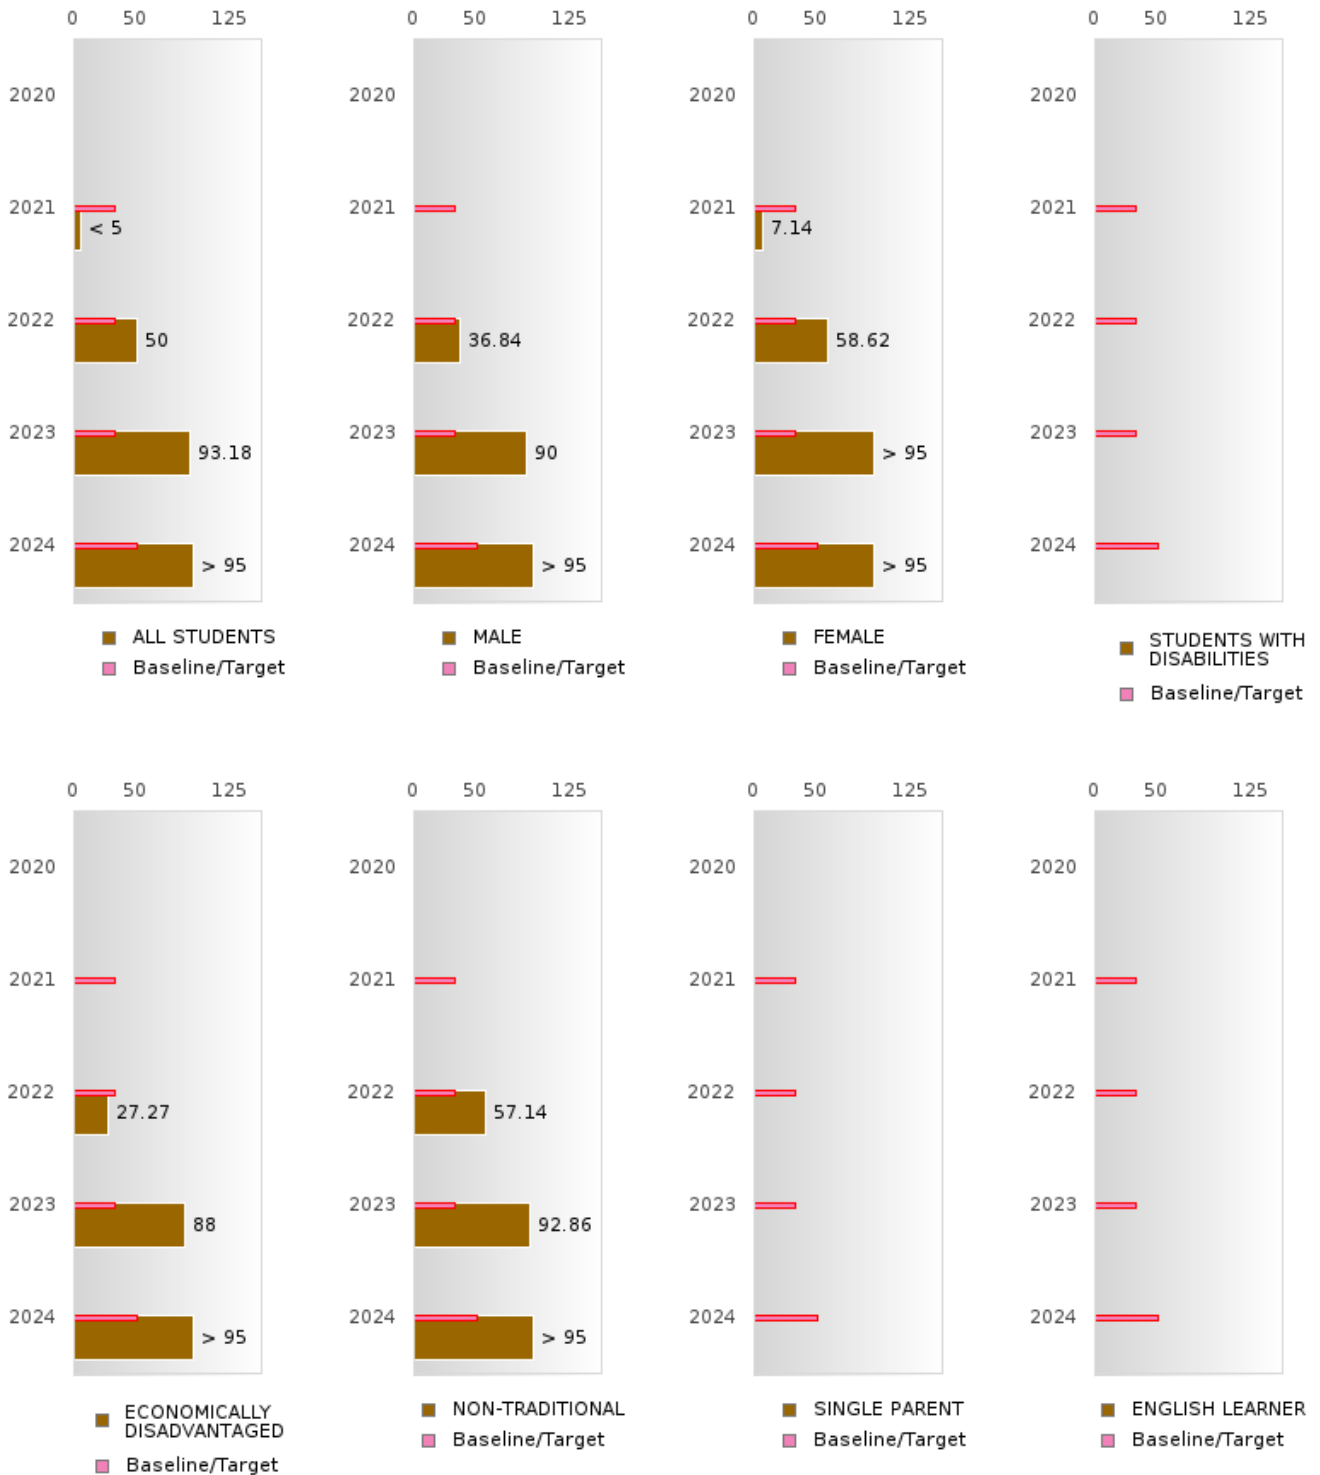 0 50 125
2020
2021
< 5
2022
50
2023
93.18
2024
> 95
ALL STUDENTS
Baseline/Target
0 50 125
2020
2021
2022
36.84
2023
90
2024
> 95
MALE
Baseline/Target
0 50 125
2020
2021
7.14
2022
58.62
2023
> 95
2024
> 95
FEMALE
Baseline/Target
0 50 125
2020
2021
2022
2023
2024
STUDENTS WITH
DISABILITIES
Baseline/Target
0 50 125
2020
2021
2022
27.27
2023
88
2024
> 95
ECONOMICALLY
DISADVANTAGED
Baseline/Target
0 50 125
2020
2021
2022
57.14
2023
92.86
2024
> 95
NON-TRADITIONAL
Baseline/Target
0 50 125
2020
2021
2022
2023
2024
SINGLE PARENT
Baseline/Target
0 50 125
2020
2021
2022
2023
2024
ENGLISH LEARNER
Baseline/Target